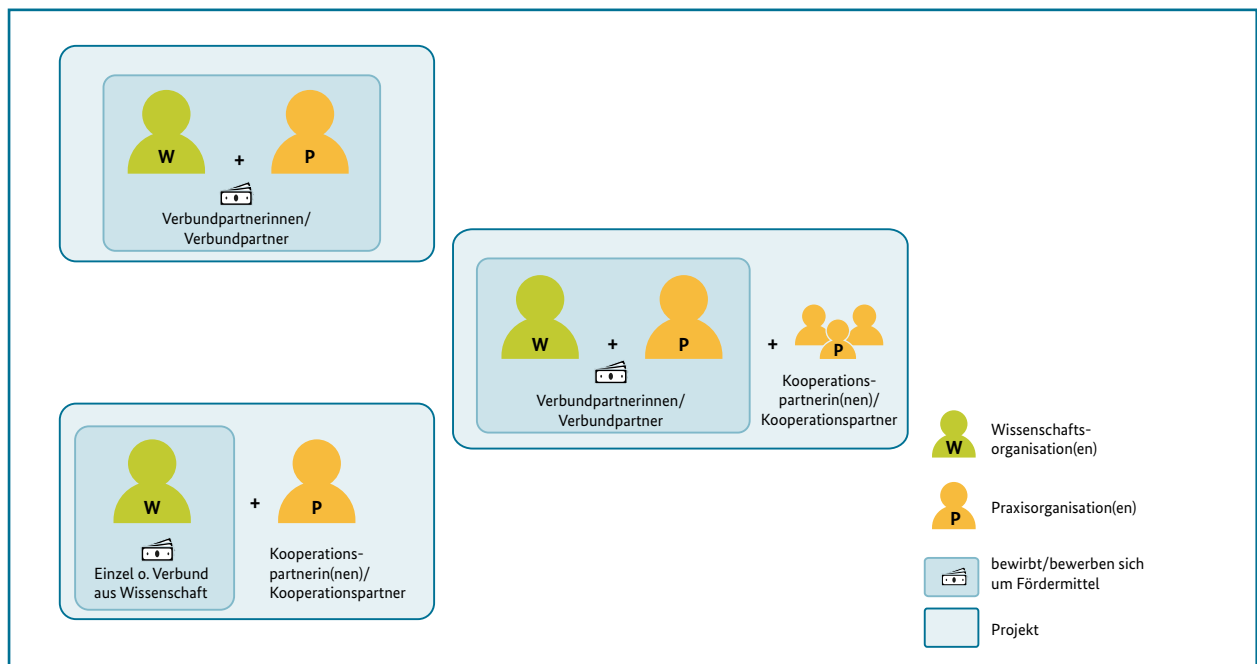 W
+
P
Verbundpartnerinnen/
Verbundpartner
W
+
P
Verbundpartnerinnen/
Verbundpartner
+
P
Kooperations-
partnerin(nen)/
Kooperationspartner
W
Einzel o. Verbund
aus Wissenschaft
+
P
Kooperations-
partnerin(nen)/
Kooperationspartner
W
Wissenschafts-
organisation(en)
P
Praxisorganisation(en)
bewirbt/bewerben sich
um Fördermittel
Projekt